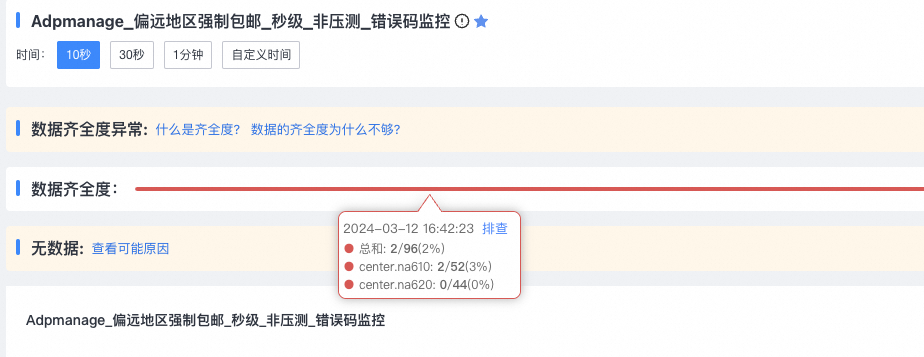 Adpmanage_偏远地区强制包邮_秒级_非压测_错误码监控
时间： 10秒 30秒 1分钟 自定义时间
数据齐全度异常: 什么是齐全度? 数据的齐全度为什么不够?
数据齐全度：
2024-03-12 16:42:23 排查
总和: 2/96(2%)
center.na610: 2/52(3%)
center.na620: 0/44(0%)
无数据: 查看可能原因
Adpmanage_偏远地区强制包邮_秒级_非压测_错误码监控